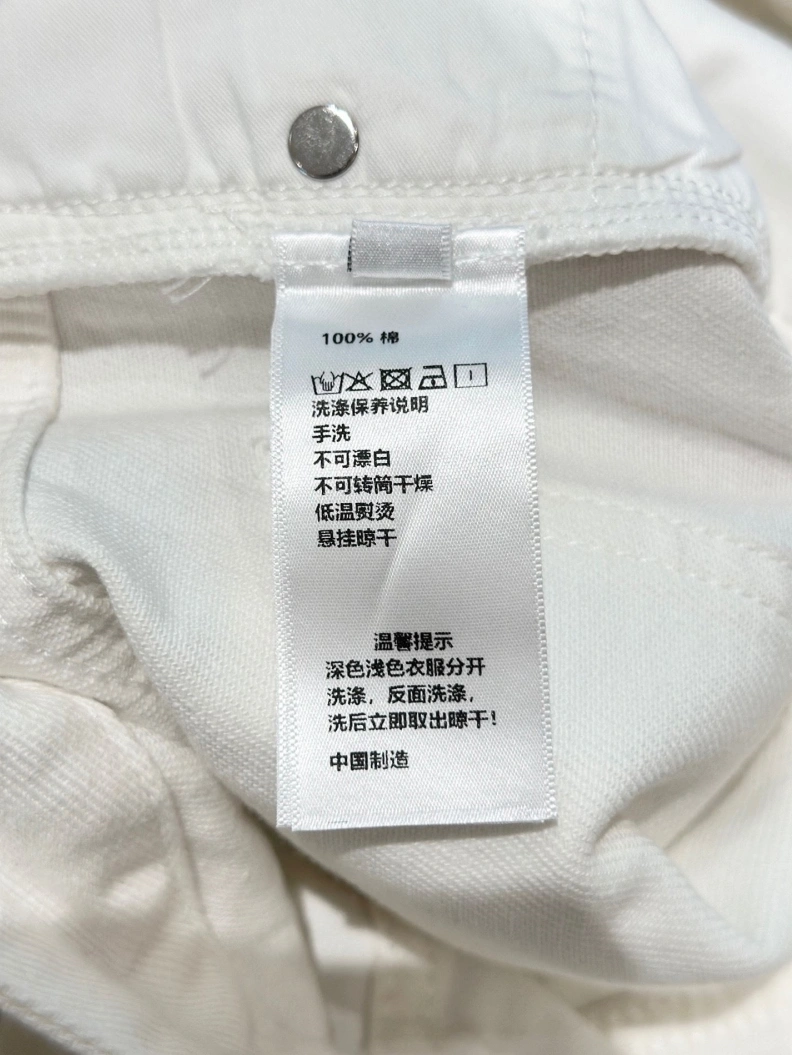 100% 棉
洗涤保养说明
手洗
不可漂白
不可转筒干燥
低温熨烫
悬挂晾干
温馨提示
深色浅色衣服分开
洗涤，反面洗涤，
洗后立即取出晾干！
中国制造